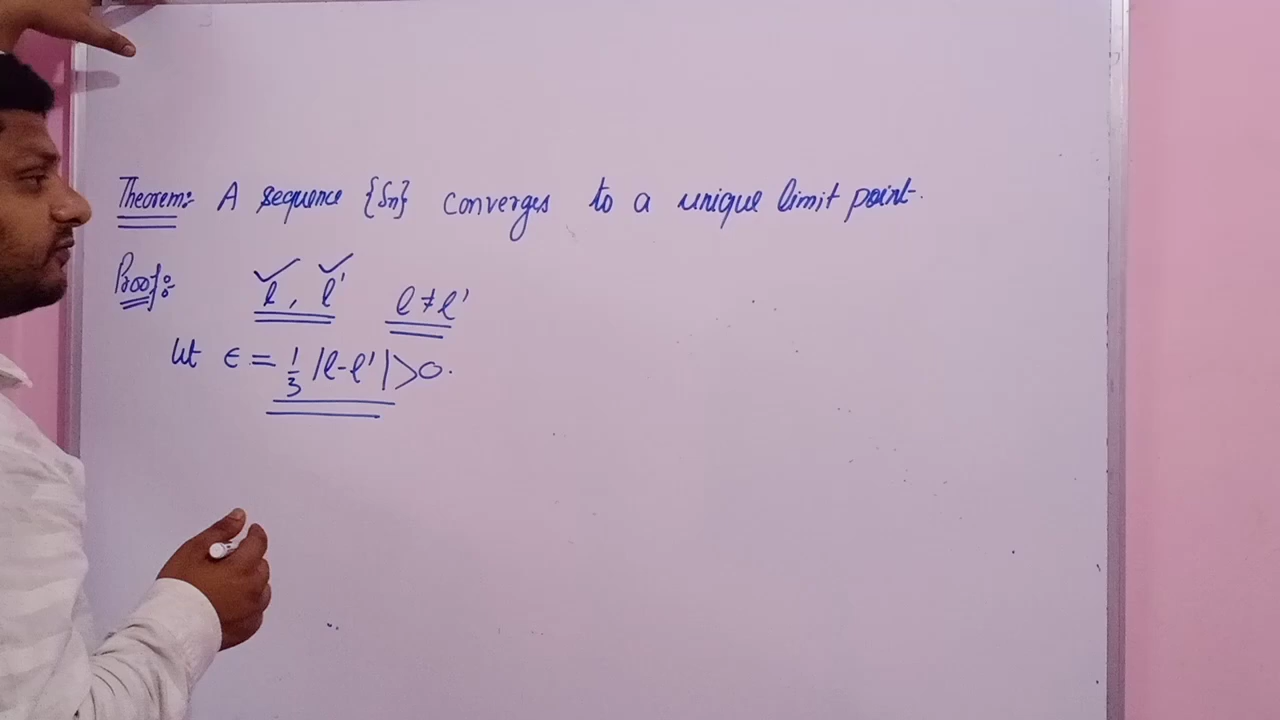 Theorem: A sequence {Sn} converges to a unique limit point.
Proof: l, l' l ≠ l'
let ϵ = 1/3 |l-l'| > 0.